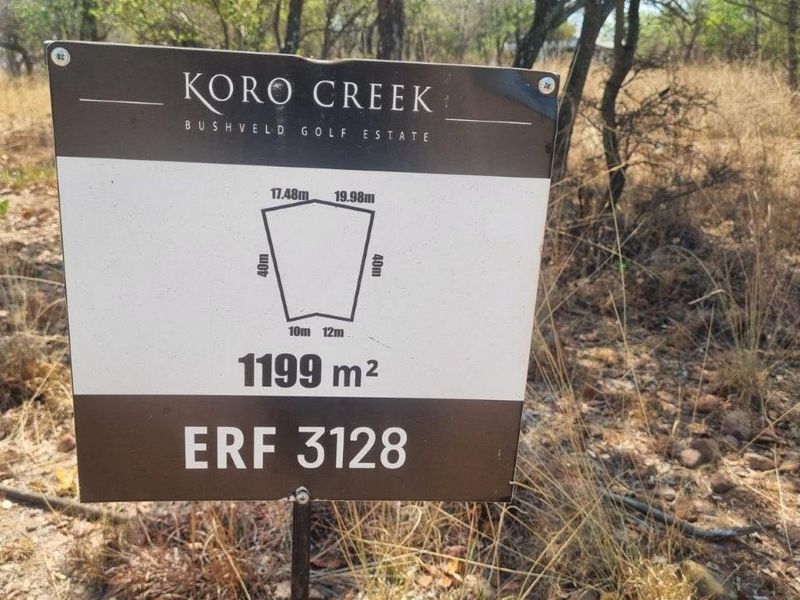 KORO CREEK
BUSHVELD GOLF ESTATE
17.48m 19.98m
40m 40m
10m 12m
1199 m²
ERF 3128